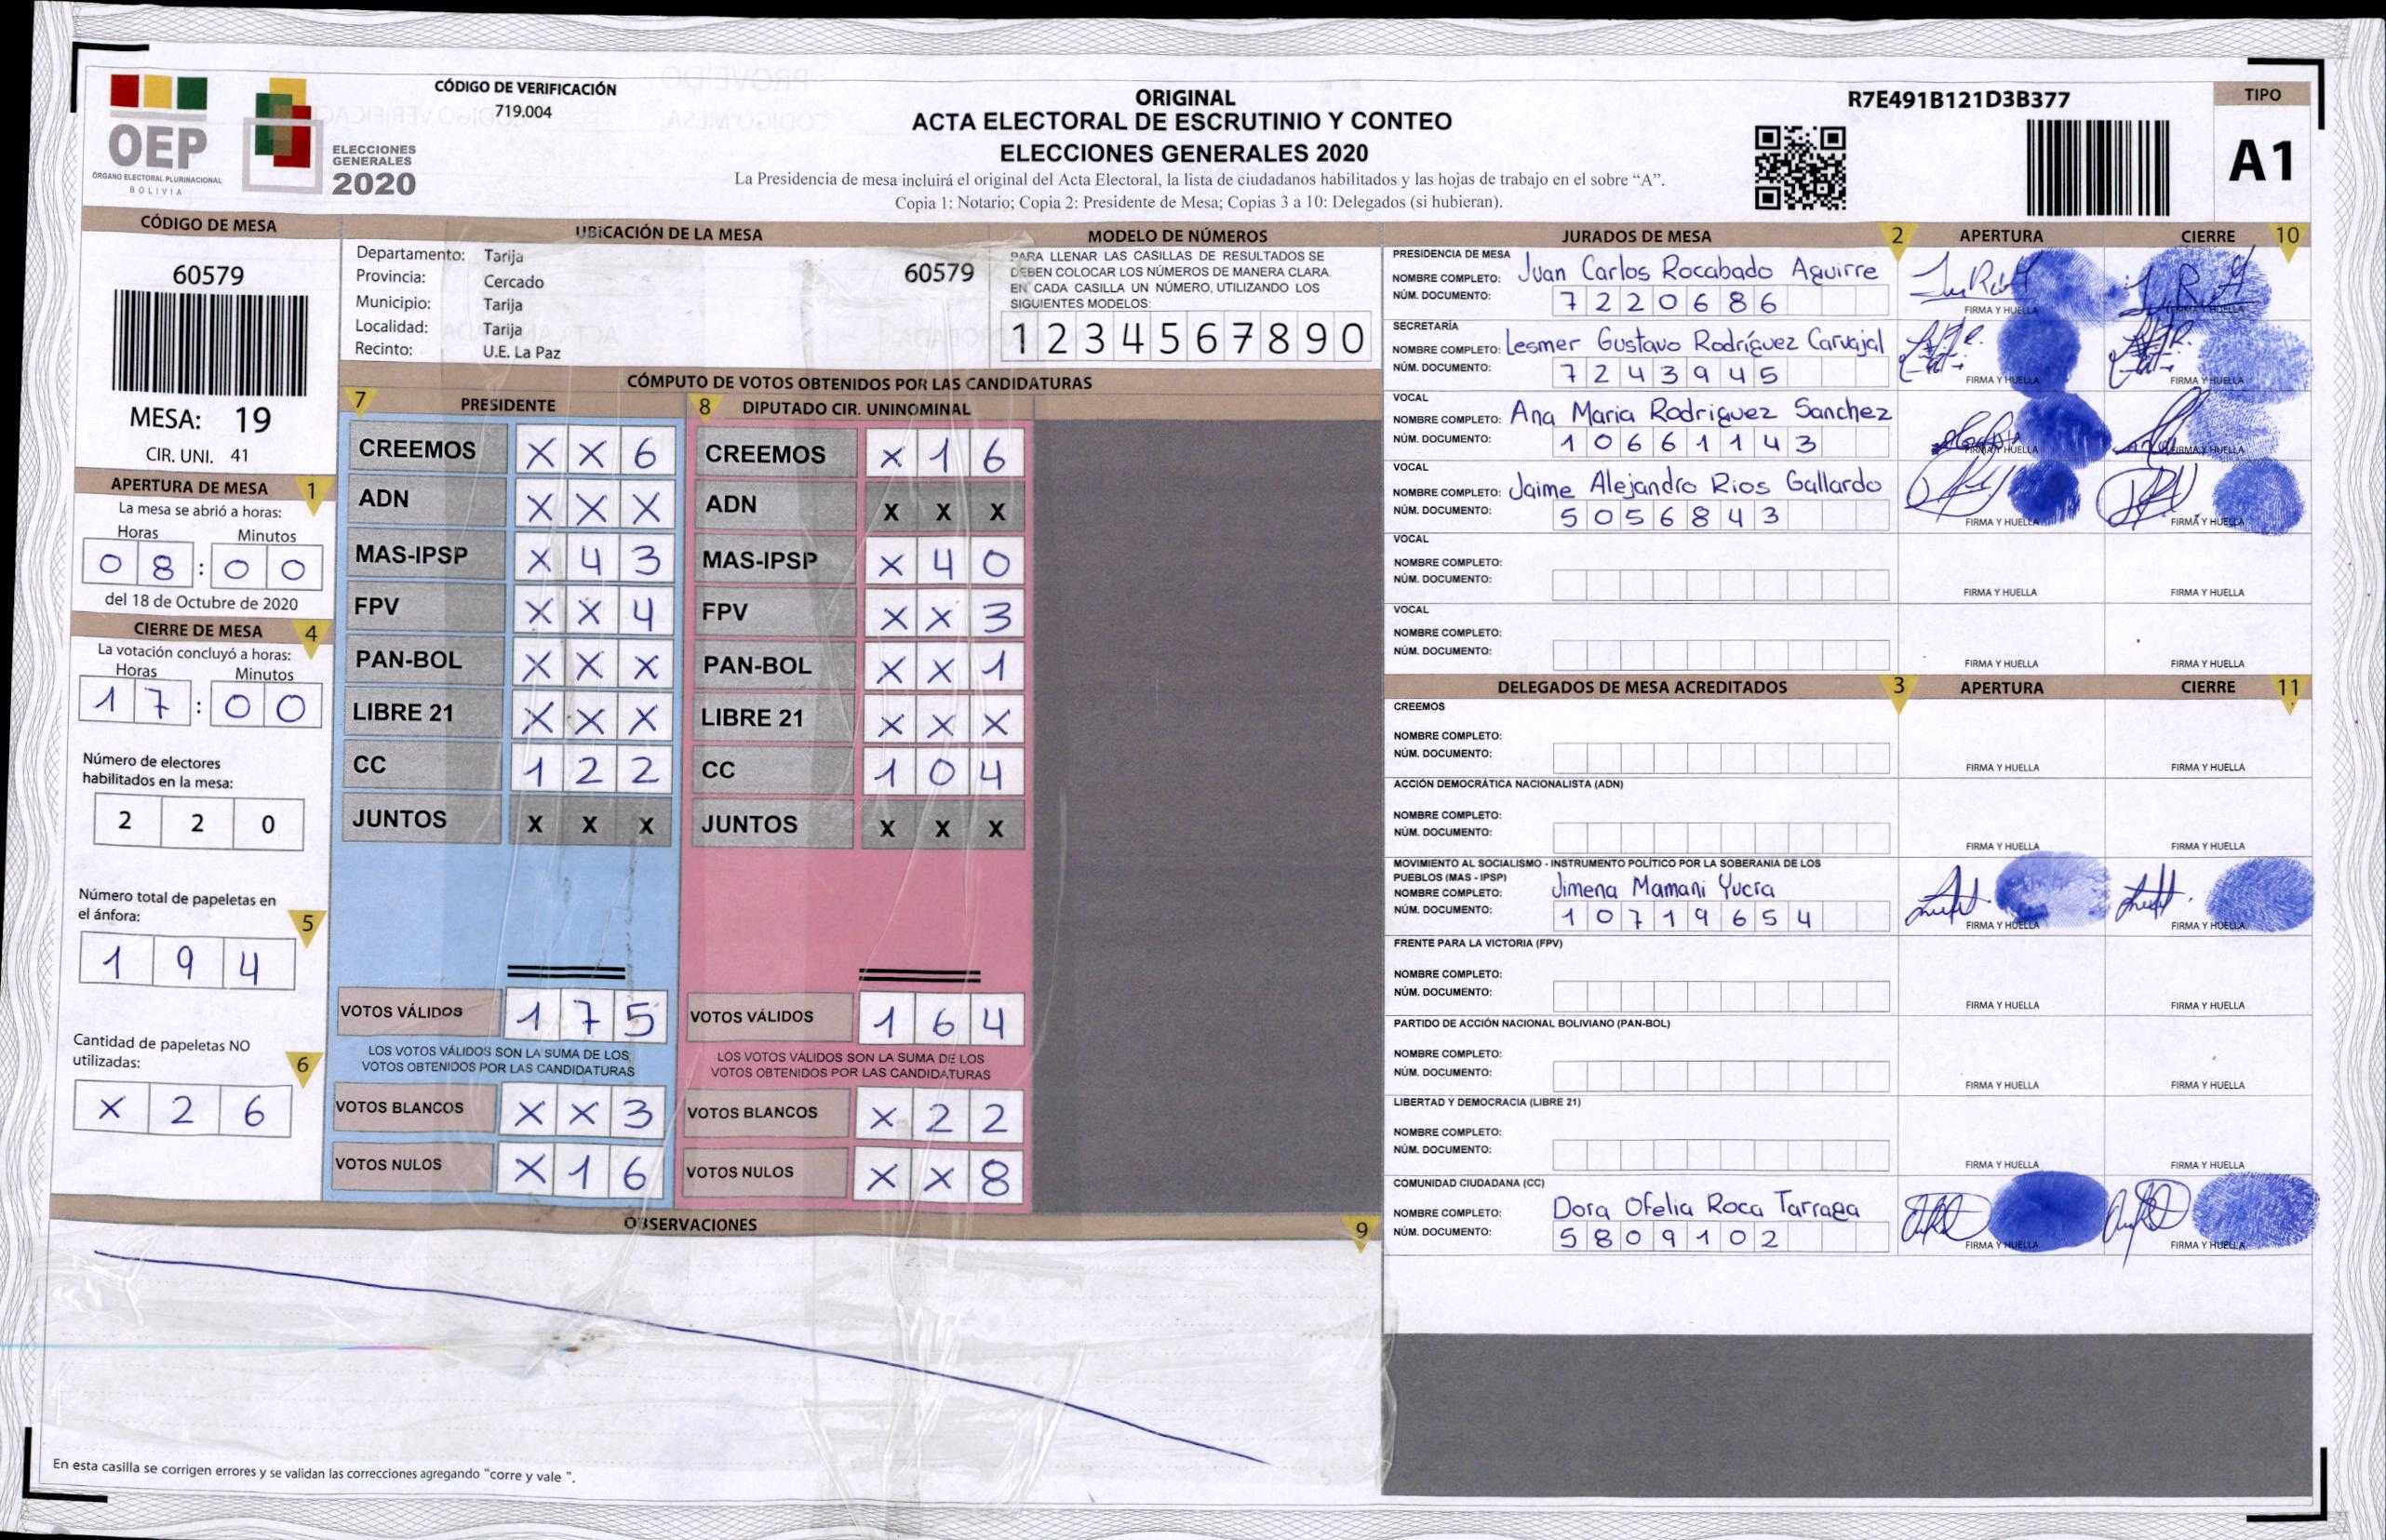 CÓDIGO DE VERIFICACIÓN
719.004
OEP
ÓRGANO ELECTORAL PLURINACIONAL
BOLIVIA
ELECCIONES
GENERALES
2020
ORIGINAL
ACTA ELECTORAL DE ESCRUTINIO Y CONTEO
ELECCIONES GENERALES 2020
La Presidencia de mesa incluirá el original del Acta Electoral, la lista de ciudadanos habilitados y las hojas de trabajo en el sobre “A”.
Copia 1: Notario; Copia 2: Presidente de Mesa; Copias 3 a 10: Delegados (si hubieran).
R7E491B121D3B377
TIPO
A1
CÓDIGO DE MESA
60579
MESA: 19
CIR. UNI. 41
APERTURA DE MESA 1
La mesa se abrió a horas:
Horas Minutos
0 8 : 0 0
del 18 de Octubre de 2020
CIERRE DE MESA 4
La votación concluyó a horas:
Horas Minutos
1 7 : 0 0
Número de electores
habilitados en la mesa:
2 2 0
Número total de papeletas en
el ánfora: 5
1 9 4
Cantidad de papeletas NO
utilizadas: 6
X 2 6
UBICACIÓN DE LA MESA
Departamento: Tarija
Provincia: Cercado
Municipio: Tarija
Localidad: Tarija
Recinto: U.E. La Paz
60579
MODELO DE NÚMEROS
PARA LLENAR LAS CASILLAS DE RESULTADOS SE
DEBEN COLOCAR LOS NÚMEROS DE MANERA CLARA.
EN CADA CASILLA UN NÚMERO, UTILIZANDO LOS
SIGUIENTES MODELOS:
1 2 3 4 5 6 7 8 9 0
CÓMPUTO DE VOTOS OBTENIDOS POR LAS CANDIDATURAS
7 PRESIDENTE
CREEMOS X X 6
ADN X X X
MAS-IPSP X 4 3
FPV X X 4
PAN-BOL X X X
LIBRE 21 X X X
CC 1 2 2
JUNTOS X X X
VOTOS VÁLIDOS 1 7 5
LOS VOTOS VÁLIDOS SON LA SUMA DE LOS
VOTOS OBTENIDOS POR LAS CANDIDATURAS
VOTOS BLANCOS X X 3
VOTOS NULOS X 1 6
8 DIPUTADO CIR. UNINOMINAL
CREEMOS X 1 6
ADN X X X
MAS-IPSP X 4 0
FPV X X 3
PAN-BOL X X 1
LIBRE 21 X X X
CC 1 0 4
JUNTOS X X X
VOTOS VÁLIDOS 1 6 4
LOS VOTOS VÁLIDOS SON LA SUMA DE LOS
VOTOS OBTENIDOS POR LAS CANDIDATURAS
VOTOS BLANCOS X 2 2
VOTOS NULOS X X 8
OBSERVACIONES 9
En esta casilla se corrigen errores y se validan las correcciones agregando "corre y vale ".
JURADOS DE MESA 2 APERTURA CIERRE 10
PRESIDENCIA DE MESA
NOMBRE COMPLETO: Juan Carlos Rocabado Aguirre
NÚM. DOCUMENTO: 7 2 2 0 6 8 6
FIRMA Y HUELLA FIRMA Y HUELLA
SECRETARÍA
NOMBRE COMPLETO: Lesmer Gustavo Rodríguez Carvajal
NÚM. DOCUMENTO: 7 2 4 3 9 4 5
FIRMA Y HUELLA FIRMA Y HUELLA
VOCAL
NOMBRE COMPLETO: Ana Maria Rodriguez Sanchez
NÚM. DOCUMENTO: 1 0 6 6 1 1 4 3
FIRMA Y HUELLA FIRMA Y HUELLA
VOCAL
NOMBRE COMPLETO: Jaime Alejandro Rios Gallardo
NÚM. DOCUMENTO: 5 0 5 6 8 4 3
FIRMA Y HUELLA FIRMA Y HUELLA
VOCAL
NOMBRE COMPLETO:
NÚM. DOCUMENTO:
FIRMA Y HUELLA FIRMA Y HUELLA
VOCAL
NOMBRE COMPLETO:
NÚM. DOCUMENTO:
FIRMA Y HUELLA FIRMA Y HUELLA
DELEGADOS DE MESA ACREDITADOS 3 APERTURA CIERRE 11
CREEMOS
NOMBRE COMPLETO:
NÚM. DOCUMENTO:
FIRMA Y HUELLA FIRMA Y HUELLA
ACCIÓN DEMOCRÁTICA NACIONALISTA (ADN)
NOMBRE COMPLETO:
NÚM. DOCUMENTO:
FIRMA Y HUELLA FIRMA Y HUELLA
MOVIMIENTO AL SOCIALISMO - INSTRUMENTO POLÍTICO POR LA SOBERANIA DE LOS
PUEBLOS (MAS - IPSP)
NOMBRE COMPLETO: Jimena Mamani Yucra
NÚM. DOCUMENTO: 1 0 7 1 9 6 5 4
FIRMA Y HUELLA FIRMA Y HUELLA
FRENTE PARA LA VICTORIA (FPV)
NOMBRE COMPLETO:
NÚM. DOCUMENTO:
FIRMA Y HUELLA FIRMA Y HUELLA
PARTIDO DE ACCIÓN NACIONAL BOLIVIANO (PAN-BOL)
NOMBRE COMPLETO:
NÚM. DOCUMENTO:
FIRMA Y HUELLA FIRMA Y HUELLA
LIBERTAD Y DEMOCRACIA (LIBRE 21)
NOMBRE COMPLETO:
NÚM. DOCUMENTO:
FIRMA Y HUELLA FIRMA Y HUELLA
COMUNIDAD CIUDADANA (CC)
NOMBRE COMPLETO: Dora Ofelia Roca Tarraga
NÚM. DOCUMENTO: 5 8 0 9 1 0 2
FIRMA Y HUELLA FIRMA Y HUELLA